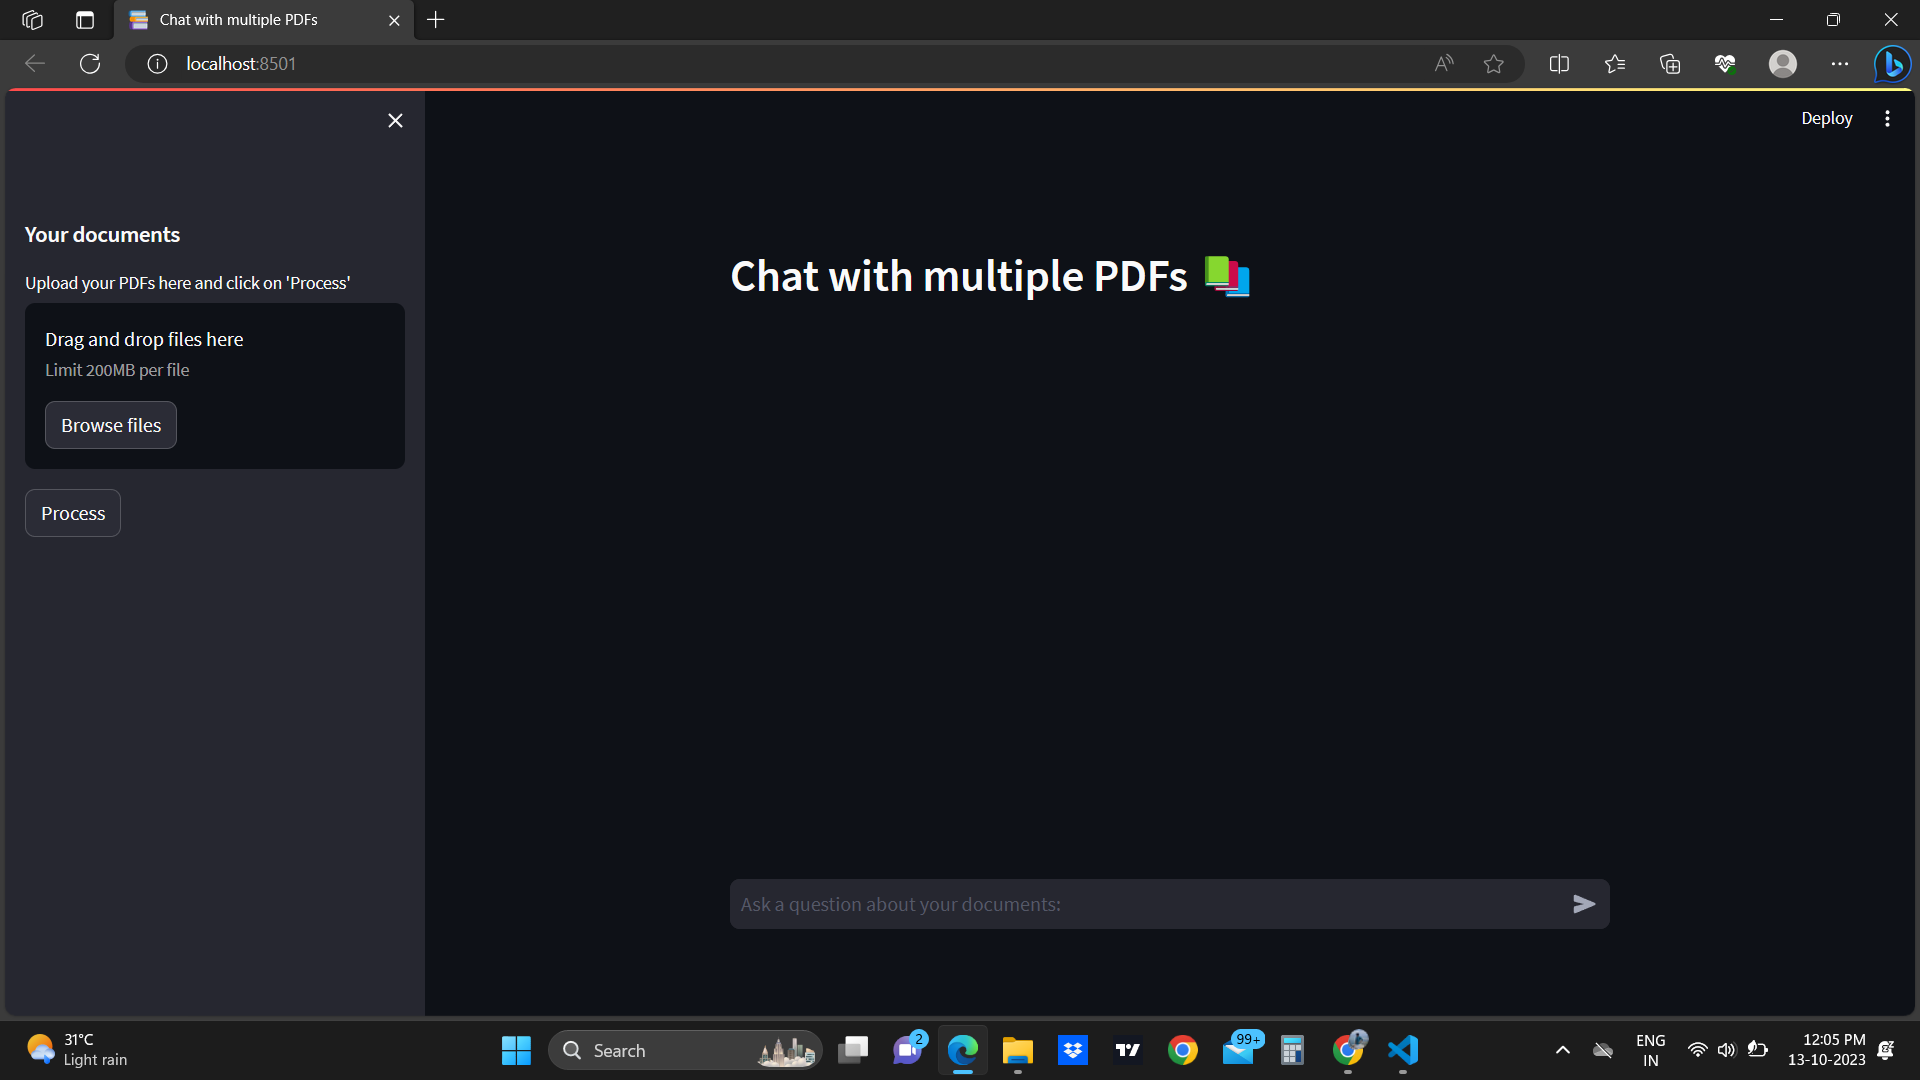 Chat with multiple PDFs
localhost:8501
Deploy
Your documents
Upload your PDFs here and click on 'Process'
Drag and drop files here
Limit 200MB per file
Browse files
Process
Chat with multiple PDFs
Ask a question about your documents:
31°C
Light rain
Search
2
99+
ENG
IN
12:05 PM
13-10-2023